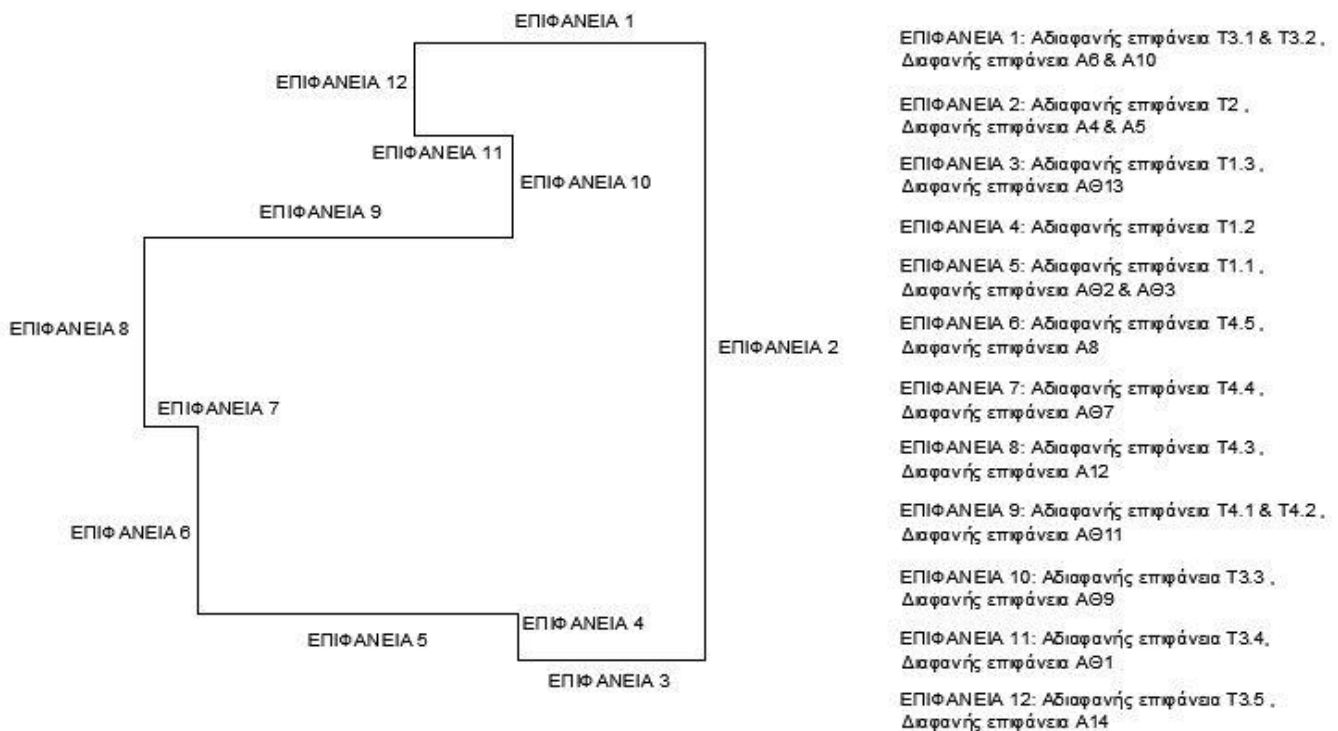 ΕΠΙΦΑΝΕΙΑ 1
ΕΠΙΦΑΝΕΙΑ 12
ΕΠΙΦΑΝΕΙΑ 11
ΕΠΙΦΑΝΕΙΑ 10
ΕΠΙΦΑΝΕΙΑ 9
ΕΠΙΦΑΝΕΙΑ 8
ΕΠΙΦΑΝΕΙΑ 2
ΕΠΙΦΑΝΕΙΑ 7
ΕΠΙΦΑΝΕΙΑ 6
ΕΠΙΦΑΝΕΙΑ 4
ΕΠΙΦΑΝΕΙΑ 5
ΕΠΙΦΑΝΕΙΑ 3
ΕΠΙΦΑΝΕΙΑ 1: Αδιαφανής επιφάνεια Τ3.1 & Τ3.2 ,
Διαφανής επιφάνεια Α6 & Α10
ΕΠΙΦΑΝΕΙΑ 2: Αδιαφανής επιφάνεια Τ2 ,
Διαφανής επιφάνεια Α4 & Α5
ΕΠΙΦΑΝΕΙΑ 3: Αδιαφανής επιφάνεια Τ1.3 ,
Διαφανής επιφάνεια ΑΘ13
ΕΠΙΦΑΝΕΙΑ 4: Αδιαφανής επιφάνεια Τ1.2
ΕΠΙΦΑΝΕΙΑ 5: Αδιαφανής επιφάνεια Τ1.1 ,
Διαφανής επιφάνεια ΑΘ2 & ΑΘ3
ΕΠΙΦΑΝΕΙΑ 6: Αδιαφανής επιφάνεια Τ4.5 ,
Διαφανής επιφάνεια Α8
ΕΠΙΦΑΝΕΙΑ 7: Αδιαφανής επιφάνεια Τ4.4 ,
Διαφανής επιφάνεια ΑΘ7
ΕΠΙΦΑΝΕΙΑ 8: Αδιαφανής επιφάνεια Τ4.3 ,
Διαφανής επιφάνεια Α12
ΕΠΙΦΑΝΕΙΑ 9: Αδιαφανής επιφάνεια Τ4.1 & Τ4.2 ,
Διαφανής επιφάνεια ΑΘ11
ΕΠΙΦΑΝΕΙΑ 10: Αδιαφανής επιφάνεια Τ3.3 ,
Διαφανής επιφάνεια ΑΘ9
ΕΠΙΦΑΝΕΙΑ 11: Αδιαφανής επιφάνεια Τ3.4,
Διαφανής επιφάνεια ΑΘ1
ΕΠΙΦΑΝΕΙΑ 12: Αδιαφανής επιφάνεια Τ3.5 ,
Διαφανής επιφάνεια Α14